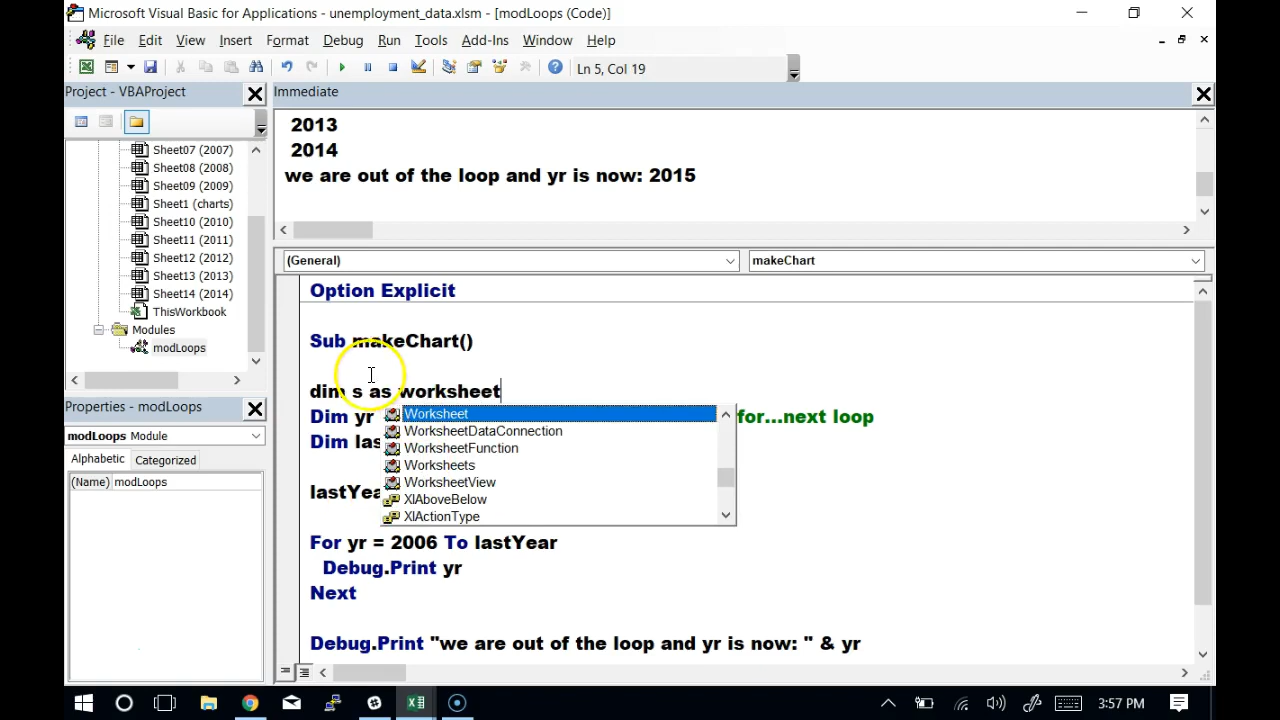 Microsoft Visual Basic for Applications - unemployment_data.xlsm - [modLoops (Code)]
File Edit View Insert Format Debug Run Tools Add-Ins Window Help
Ln 5, Col 19
Project - VBAProject
Sheet07 (2007)
Sheet08 (2008)
Sheet09 (2009)
Sheet1 (charts)
Sheet10 (2010)
Sheet11 (2011)
Sheet12 (2012)
Sheet13 (2013)
Sheet14 (2014)
ThisWorkbook
Modules
modLoops
Properties - modLoops
modLoops Module
Alphabetic Categorized
(Name) modLoops
Immediate
2013
2014
we are out of the loop and yr is now: 2015
(General) makeChart
Option Explicit
Sub makeChart()
dim s as worksheet
Dim yr for...next loop
Dim las
lastYea
Worksheet
WorksheetDataConnection
WorksheetFunction
Worksheets
WorksheetView
XlAboveBelow
XlActionType
For yr = 2006 To lastYear
Debug.Print yr
Next
Debug.Print "we are out of the loop and yr is now: " & yr
3:57 PM